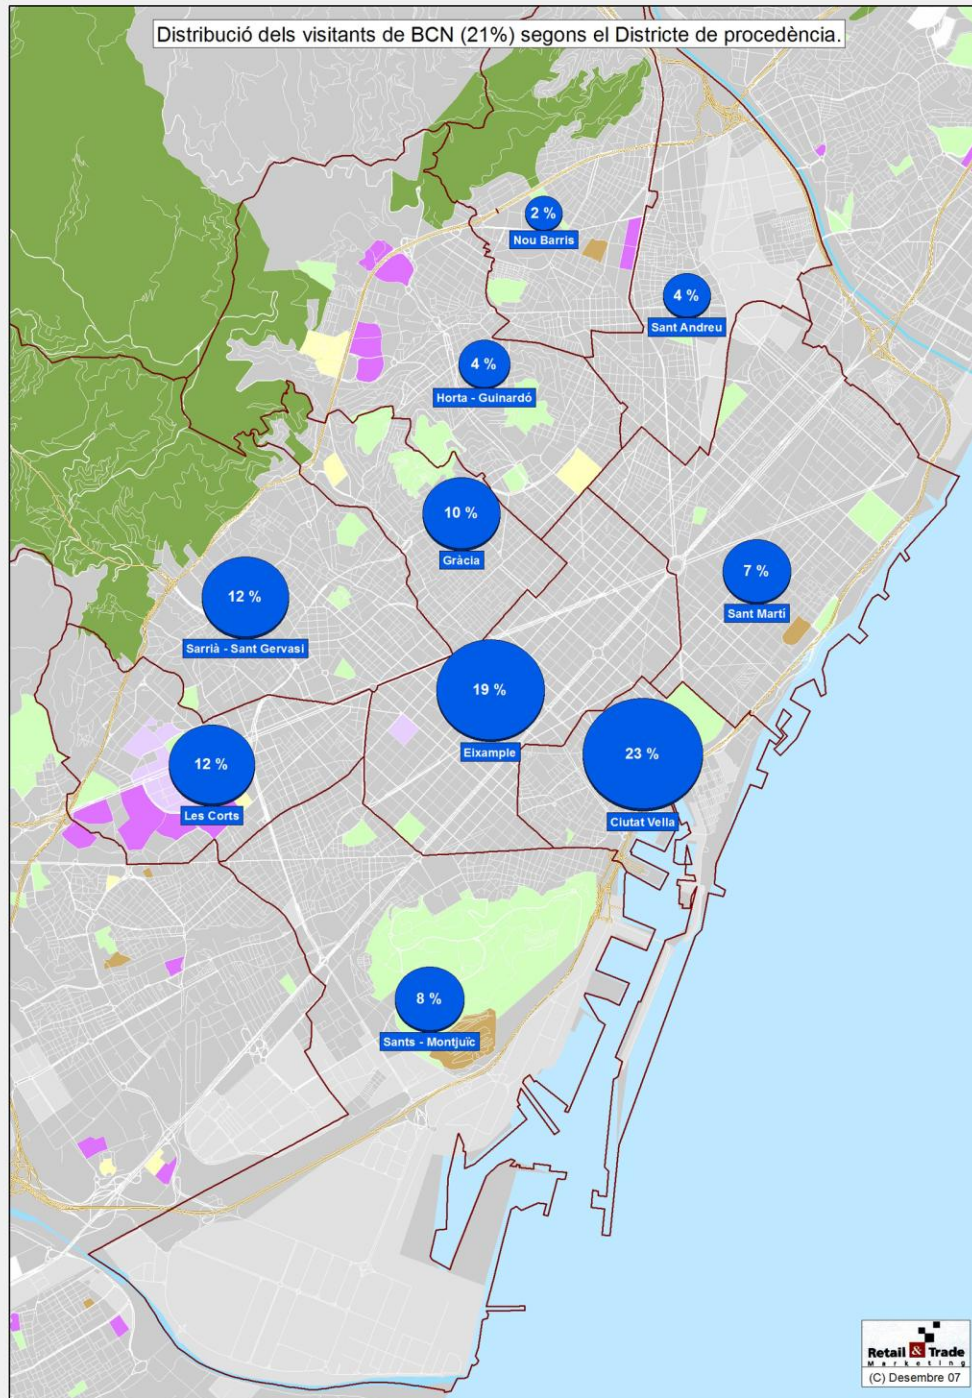 Distribució dels visitants de BCN (21%) segons el Districte de procedència.
2 %
Nou Barris
4 %
Sant Andreu
4 %
Horta - Guinardó
10 %
Gràcia
7 %
Sant Martí
12 %
Sarrià - Sant Gervasi
19 %
Eixample
23 %
Ciutat Vella
12 %
Les Corts
8 %
Sants - Montjuïc
Retail & Trade
Marketing
(C) Desembre 07